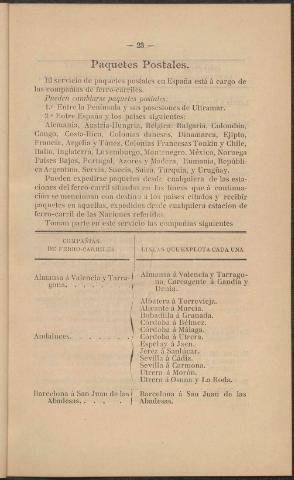 — 23 —
Paquetes Postales.
El servicio de paquetes postales en España está á cargo de
las compañías de ferro-carriles.
Pueden cambiarse paquetes postales:
1.º Entre la Península y sus posesiones de Ultramar.
2.º Entre España y los países siguientes:
Alemania, Austria-Hungría, Bélgica, Bulgaria, Colombia,
Congo, Costa-Rica, Colonias danesas, Dinamarca, Ejipto,
Francia, Argelia y Túnez, Colonias Francesas Tonkin y Chile,
Italia, Inglaterra, Luxemburgo, Montenegro, México, Noruega
Países Bajos, Portugal, Azores y Madera, Rumanía, Repúbli-
ca Argentina, Servia, Suecia, Suiza, Turquía, y Uruguay.
Pueden expedirse paquetes desde cualquiera de las esta-
ciones del ferro-carril situadas en las líneas que á continua-
ción se mencionan con destino a los países citados y recibir
paquetes en aquellas, expedidos desde cualquiera estacion de
ferro-carril de las Naciones referidas.
Toman parte en este servicio las compañías siguientes
COMPAÑIAS
DE FERRO-CARRILES
LÍNEAS QUE EXPLOTA CADA UNA.
Almansa á Valencia y Tarra-
gona. . . . . .
Almansa á Valencia y Tarrago-
na, Carcagente á Gandía y
Denia.
Andaluces. . . . . .
Albatera á Torrevieja.
Alicante a Murcia.
Bobadilla á Granada.
Córdoba á Bélmez.
Córdoba á Málaga.
Córdoba á Utrera.
Espeluy á Jaen.
Jerez á Sanlúcar.
Sevilla á Cádiz.
Sevilla á Carmona.
Utrera á Morón.
Utrera á Osuna y La Roda.
Barcelona á San Juan de las
Abadesas. . . . .
Barcelona á San Juan de las
Abadesas.